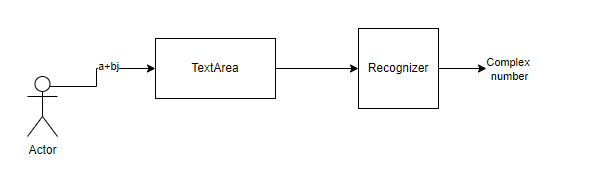 a+bj
TextArea
Recognizer
Complex
number
Actor